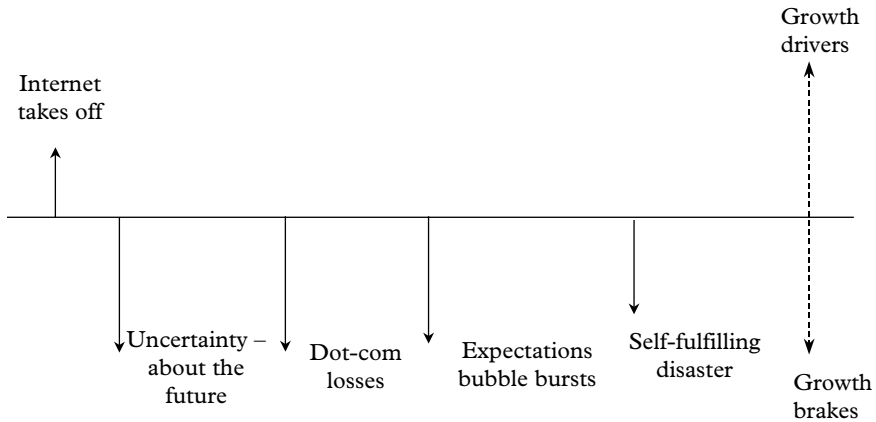 Growth
drivers
Internet
takes off
Uncertainty –
about the
future
Dot-com
losses
Expectations
bubble bursts
Self-fulfilling
disaster
Growth
brakes